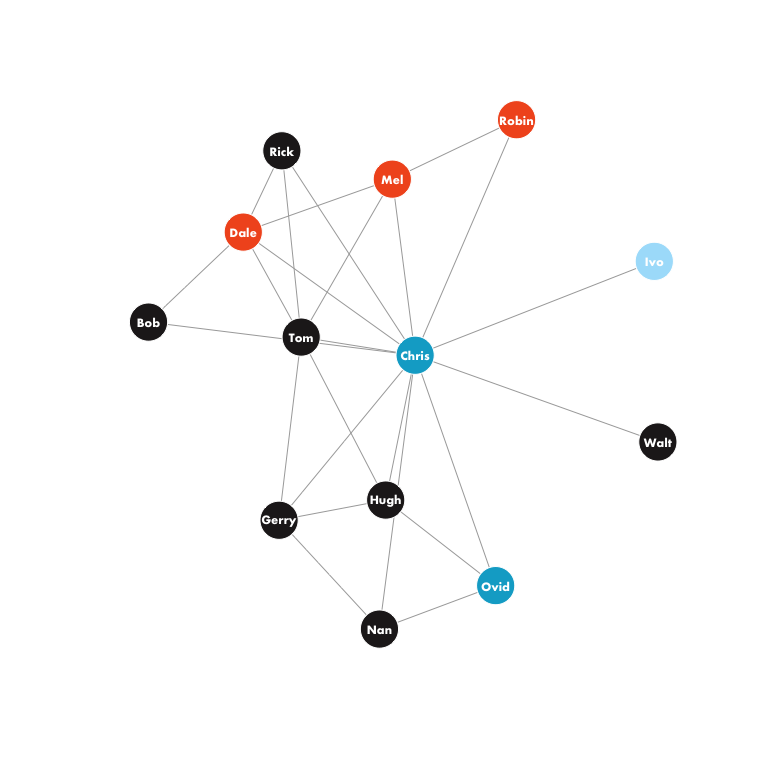 Robin
Rick
Mel
Dale
Ivo
Bob
Tom
Chris
Walt
Hugh
Gerry
Ovid
Nan